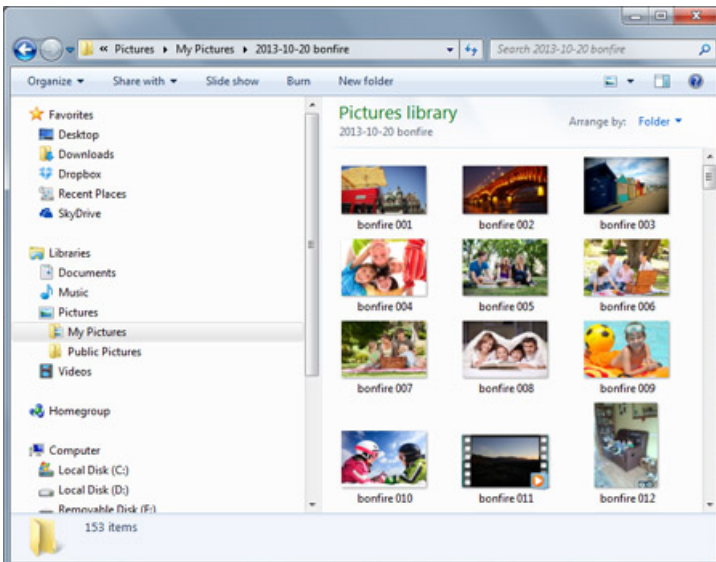 « Pictures ▸ My Pictures ▸ 2013-10-20 bonfire
Search 2013-10-20 bonfire
Organize Share with Slide show Burn New folder
Favorites
Desktop
Downloads
Dropbox
Recent Places
SkyDrive
Libraries
Documents
Music
Pictures
My Pictures
Public Pictures
Videos
Homegroup
Computer
Local Disk (C:)
Local Disk (D:)
Removable Disk (F:)
Pictures library
2013-10-20 bonfire
Arrange by: Folder
bonfire 001 bonfire 002 bonfire 003
bonfire 004 bonfire 005 bonfire 006
bonfire 007 bonfire 008 bonfire 009
bonfire 010 bonfire 011 bonfire 012
153 items